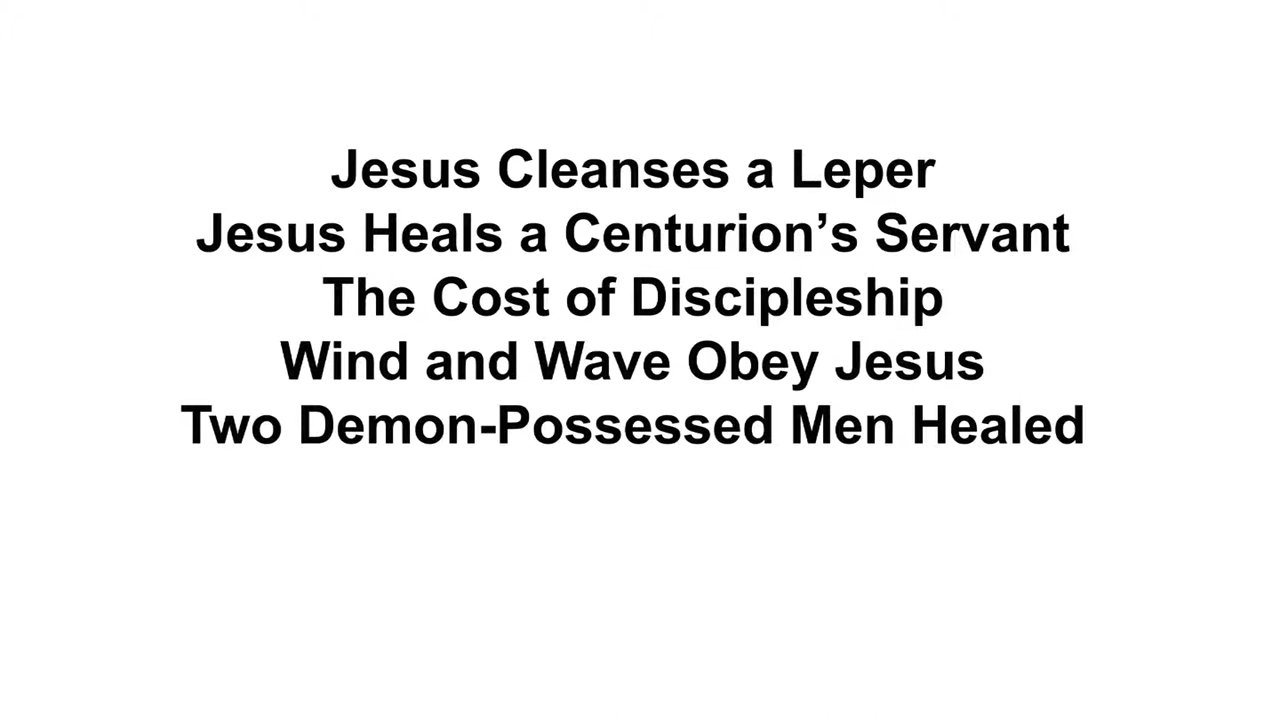 Jesus Cleanses a Leper
Jesus Heals a Centurion’s Servant
The Cost of Discipleship
Wind and Wave Obey Jesus
Two Demon-Possessed Men Healed